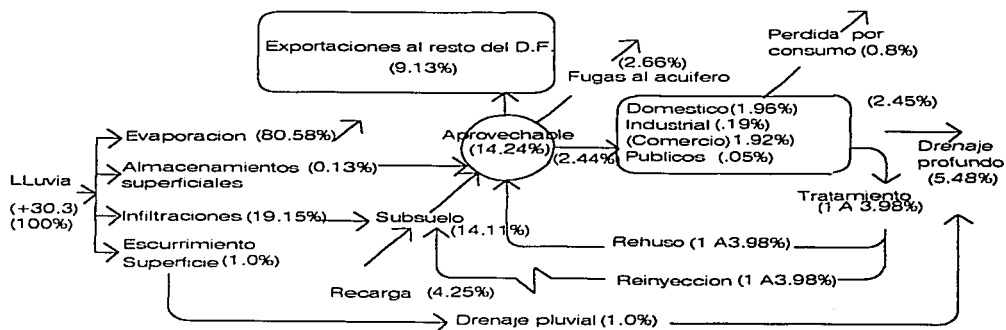 Exportaciones al resto del D.F.
(9.13%)
Perdida por
consumo (0.8%)
(2.66%)
Fugas al acuifero
Domestico (1.96%)
Industrial (.19%)
(Comercio) 1.92%
Publicos (.05%)
(2.45%)
Evaporacion (80.58%)
Aprovechable
(14.24%)
(2.44%)
Drenaje
profundo
(5.48%)
Almacenamientos (0.13%)
superficiales
LLuvia
(+30.3)
(100%)
Tratamiento
(1 A 3.98%)
Infiltraciones (19.15%)
Subsuelo
(14.11%)
Escurrimiento
Superficie (1.0%)
Rehuso (1 A3.98%)
Reinyeccion (1 A3.98%)
Recarga (4.25%)
Drenaje pluvial (1.0%)